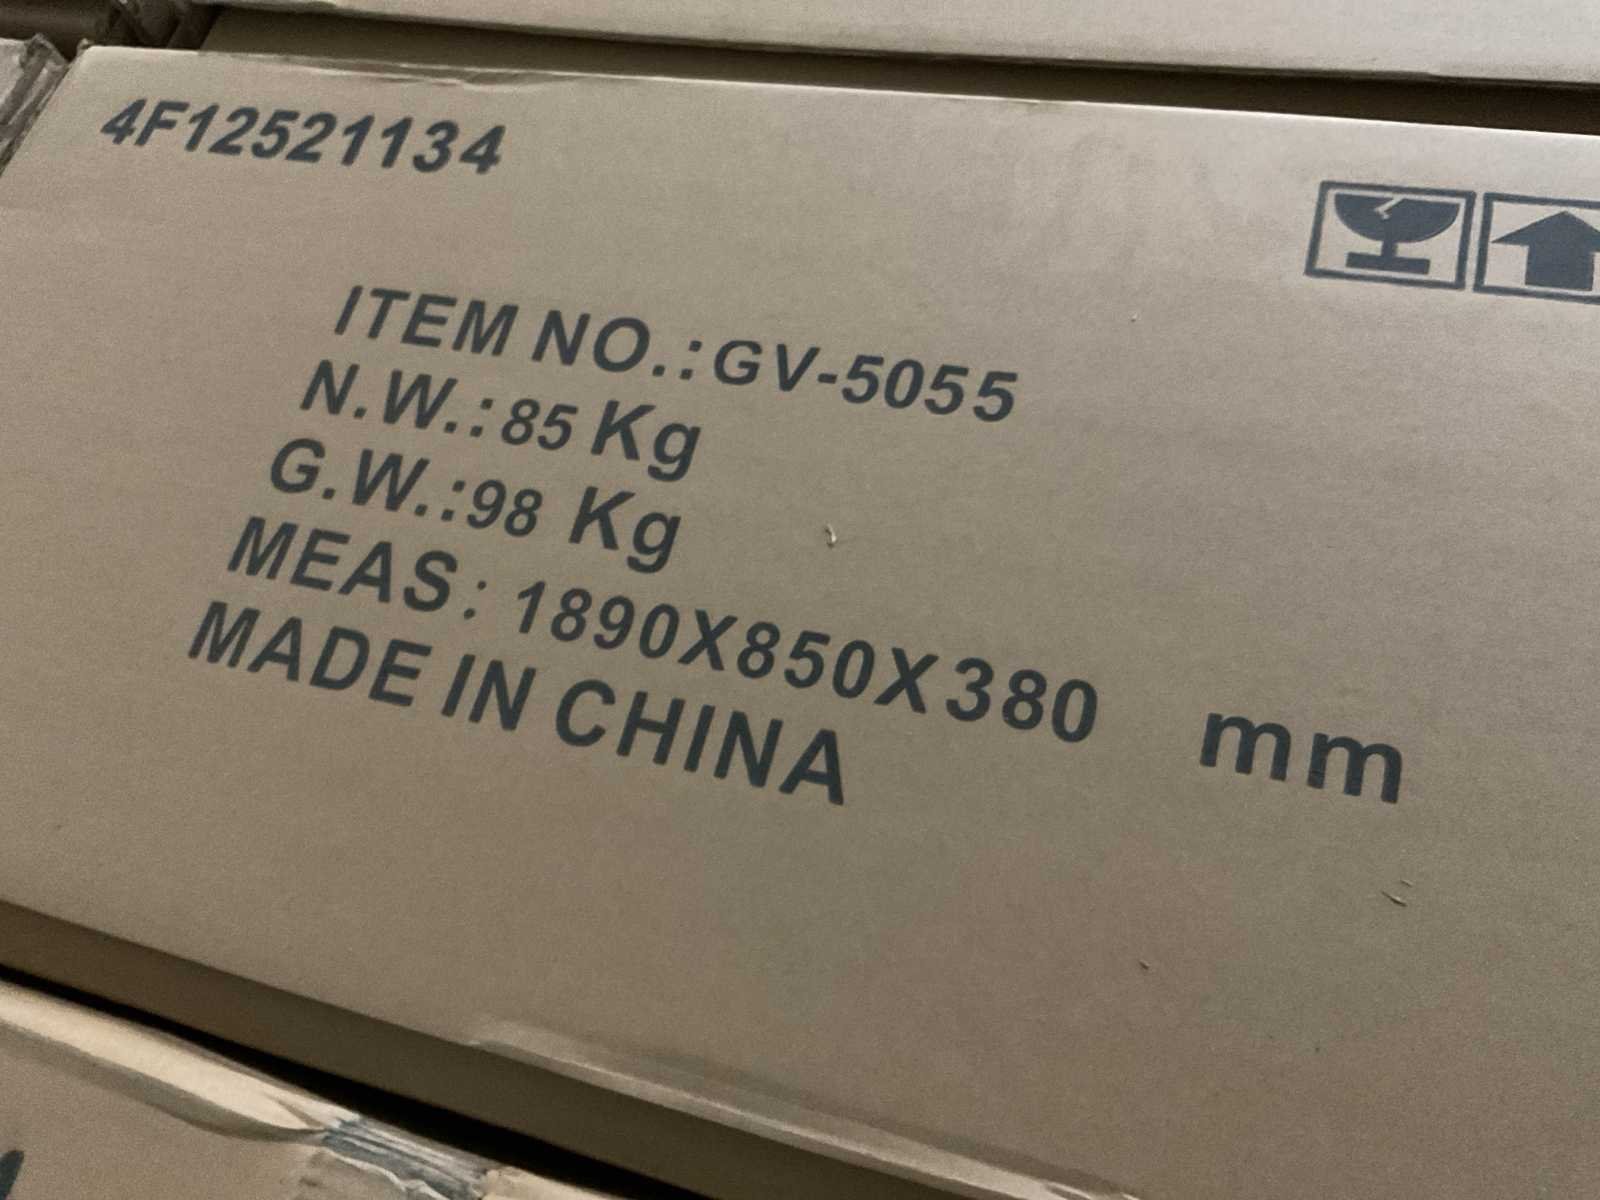 4F12521134
ITEM NO.:GV-5055
N.W.:85 Kg
G.W.:98 Kg
MEAS: 1890X850X380 mm
MADE IN CHINA